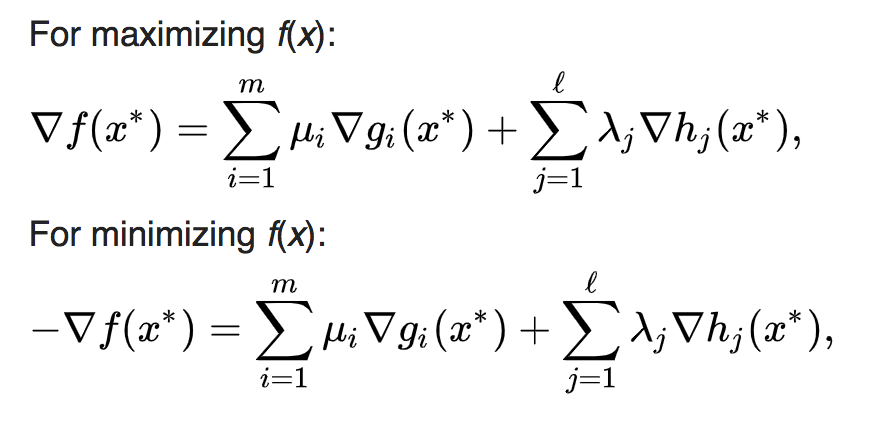 For maximizing f(x):
∇f(x*) = ∑_{i=1}^{m} μ_i ∇g_i(x*) + ∑_{j=1}^{ℓ} λ_j ∇h_j(x*),
For minimizing f(x):
−∇f(x*) = ∑_{i=1}^{m} μ_i ∇g_i(x*) + ∑_{j=1}^{ℓ} λ_j ∇h_j(x*),